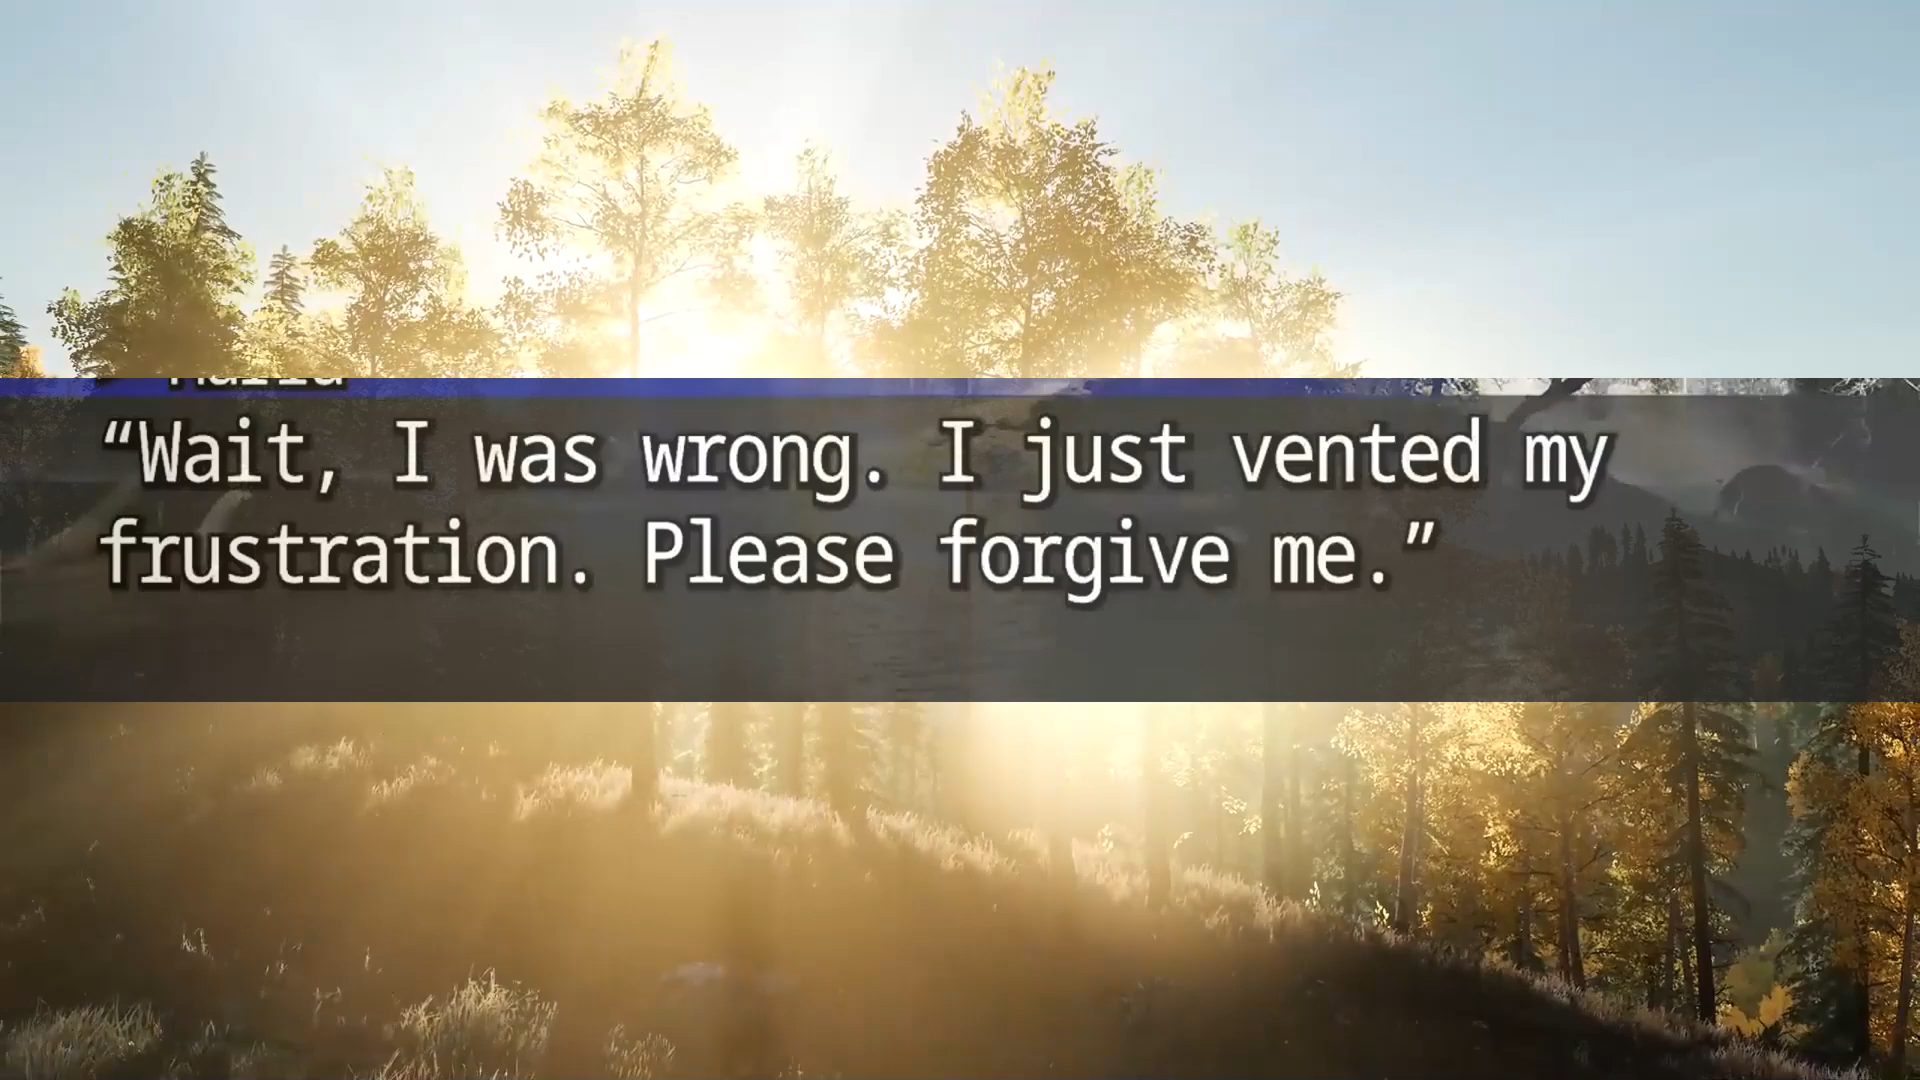 “Wait, I was wrong. I just vented my
frustration. Please forgive me.”